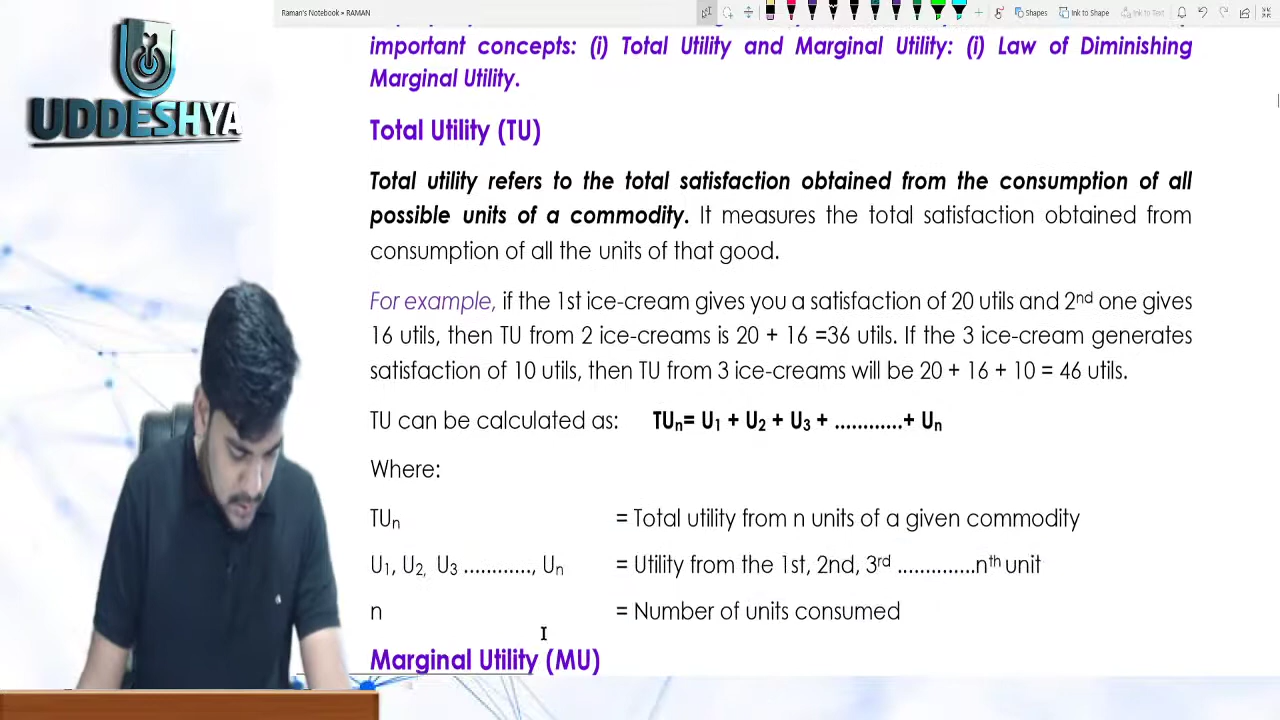 Raman's Notebook » RAMAN
Shapes
Ink to Shape
Ink to Text
UDDESHYA
important concepts: (i) Total Utility and Marginal Utility: (i) Law of Diminishing
Marginal Utility.
Total Utility (TU)
Total utility refers to the total satisfaction obtained from the consumption of all
possible units of a commodity. It measures the total satisfaction obtained from
consumption of all the units of that good.
For example, if the 1st ice-cream gives you a satisfaction of 20 utils and 2nd one gives
16 utils, then TU from 2 ice-creams is 20 + 16 =36 utils. If the 3 ice-cream generates
satisfaction of 10 utils, then TU from 3 ice-creams will be 20 + 16 + 10 = 46 utils.
TU can be calculated as: TUn= U1 + U2 + U3 + ............+ Un
Where:
TUn = Total utility from n units of a given commodity
U1, U2, U3 ............, Un = Utility from the 1st, 2nd, 3rd ..............nth unit
n = Number of units consumed
Marginal Utility (MU)